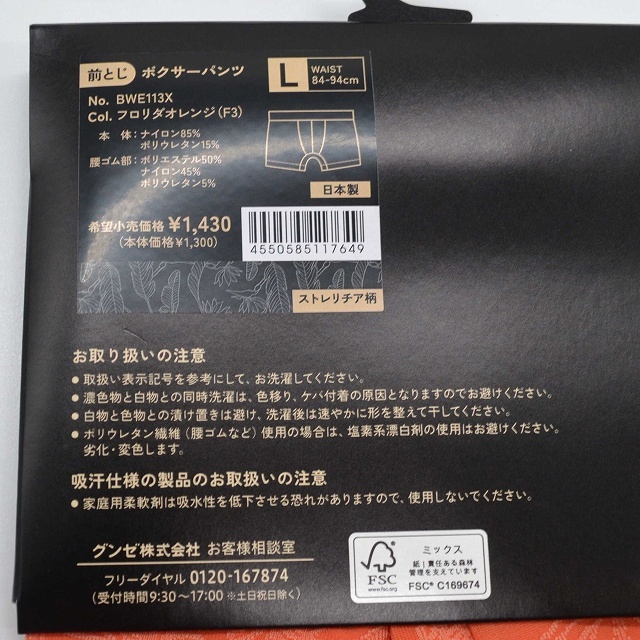 前とじ ボクサーパンツ
L WAIST 84-94cm
No. BWE113X
Col. フロリダオレンジ(F3)
本 体:ナイロン85%
ポリウレタン15%
腰ゴム部:ポリエステル50%
ナイロン45%
ポリウレタン5%
日本製
希望小売価格 ¥1,430
(本体価格¥1,300)
4550585117649
ストレリチア柄
お取り扱いの注意
●取扱い表示記号を参考にして、お洗濯してください。
●濃色物と白物との同時洗濯は、色移り、ケバ付着の原因となりますのでお避けください。
●白物と色物との漬け置きは避け、洗濯後は速やかに形を整えて干してください。
●ポリウレタン繊維(腰ゴムなど)使用の場合は、塩素系漂白剤の使用はお避けください。
劣化・変色します。
吸汗仕様の製品のお取扱いの注意
●家庭用柔軟剤は吸水性を低下させる恐れがありますので、使用しないでください。
グンゼ株式会社 お客様相談室
フリーダイヤル 0120-167874
(受付時間9:30〜17:00 ※土日祝日除く)
FSC
www.fsc.org
ミックス
紙|責任ある森林
管理を支えています
FSC® C169674